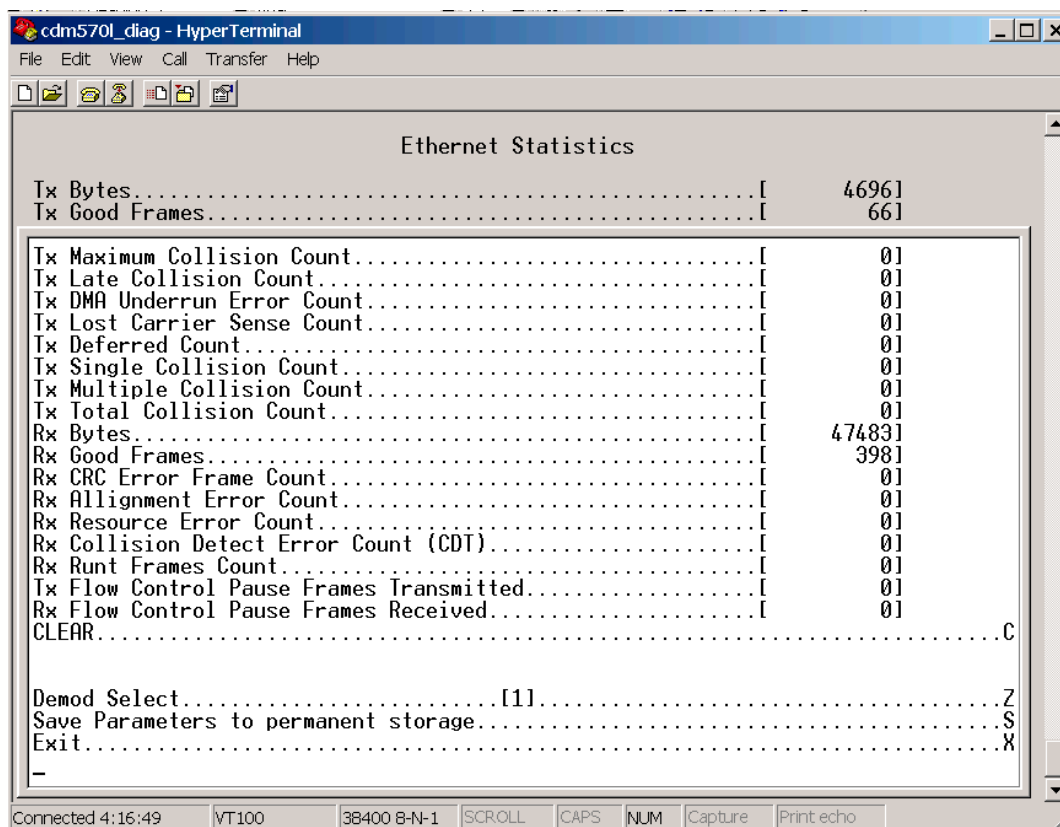 cdm570l_diag - HyperTerminal
File Edit View Call Transfer Help
Ethernet Statistics
Tx Bytes...................................................[ 4696]
Tx Good Frames.............................................[ 66]
Tx Maximum Collision Count.................................[ 0]
Tx Late Collision Count....................................[ 0]
Tx DMA Underrun Error Count................................[ 0]
Tx Lost Carrier Sense Count................................[ 0]
Tx Deferred Count..........................................[ 0]
Tx Single Collision Count..................................[ 0]
Tx Multiple Collision Count................................[ 0]
Tx Total Collision Count...................................[ 0]
Rx Bytes...................................................[ 47483]
Rx Good Frames.............................................[ 398]
Rx CRC Error Frame Count...................................[ 0]
Rx Allignment Error Count..................................[ 0]
Rx Resource Error Count....................................[ 0]
Rx Collision Detect Error Count (CDT)......................[ 0]
Rx Runt Frames Count.......................................[ 0]
Tx Flow Control Pause Frames Transmitted...................[ 0]
Rx Flow Control Pause Frames Received......................[ 0]
CLEAR..........................................................................C
Demod Select..........................[1]......................................Z
Save Parameters to permanent storage...........................................S
Exit...........................................................................X
_
Connected 4:16:49 VT100 38400 8-N-1 SCROLL CAPS NUM Capture Print echo